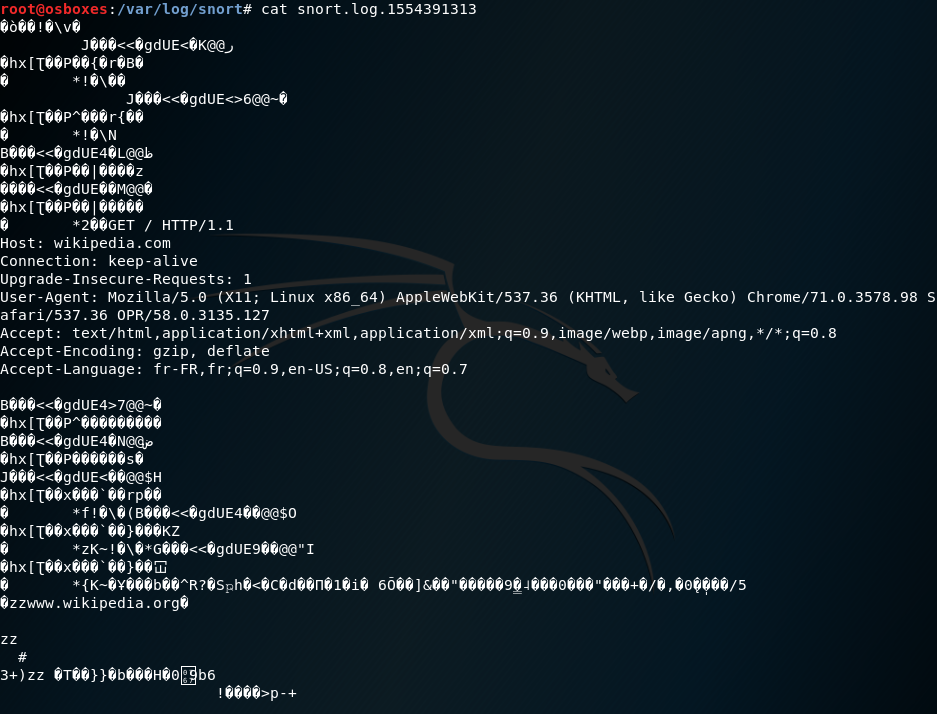 root@osboxes:/var/log/snort# cat snort.log.1554391313
�ò��!�\v�
J���<<�gdUE<�K@@ر
�hx[Ʈ��P��{�r�B�
� *!�\��
J���<<�gdUE<>6@@~�
�hx[Ʈ��P^���r{��
� *!�\N
B���<<�gdUE4�L@@ظ
�hx[Ʈ��P��|����z
����<<�gdUE��M@@�
�hx[Ʈ��P��|�����
� *2��GET / HTTP/1.1
Host: wikipedia.com
Connection: keep-alive
Upgrade-Insecure-Requests: 1
User-Agent: Mozilla/5.0 (X11; Linux x86_64) AppleWebKit/537.36 (KHTML, like Gecko) Chrome/71.0.3578.98 S
afari/537.36 OPR/58.0.3135.127
Accept: text/html,application/xhtml+xml,application/xml;q=0.9,image/webp,image/apng,*/*;q=0.8
Accept-Encoding: gzip, deflate
Accept-Language: fr-FR,fr;q=0.9,en-US;q=0.8,en;q=0.7
B���<<�gdUE4>7@@~�
�hx[Ʈ��P^���������
B���<<�gdUE4�N@@ض
�hx[Ʈ��P������s�
J���<<�gdUE<��@@$H
�hx[Ʈ��x���`��rp��
� *f!�\�(B���<<�gdUE4��@@$O
�hx[Ʈ��x���`��}���KZ
� *zK~!�\�*G���<<�gdUE9��@@"I
�hx[Ʈ��x���`��}��
� *{K~�¥���b��^R?�S h�<�C�d��Π�1�i� 6Ō��]&��"�����9� ���0���"���+�/�,�0����/5
�zzwww.wikipedia.org�
zz
#
3+)zz �T��}}�b���H�0 9b6
!����>p-+